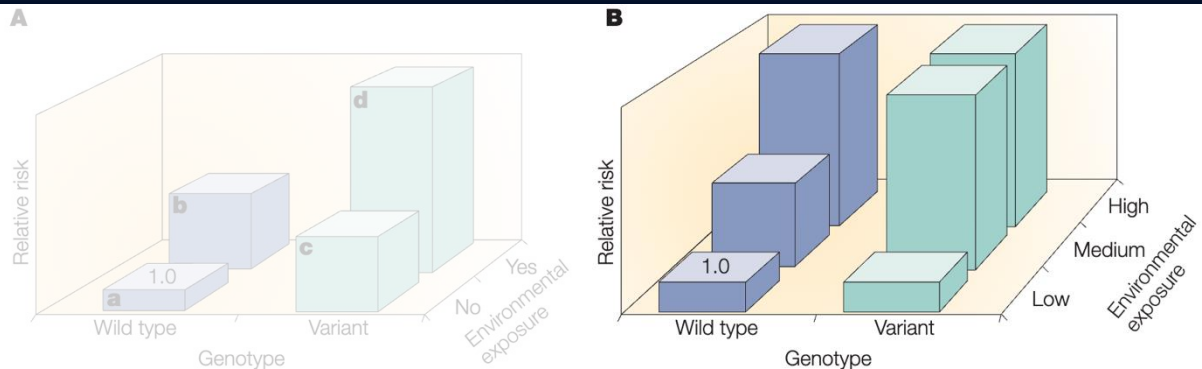 A
Relative risk
a
1.0
b
c
d
Wild type
Variant
Genotype
No
Yes
Environmental
exposure
B
Relative risk
1.0
Wild type
Variant
Genotype
Low
Medium
High
Environmental
exposure